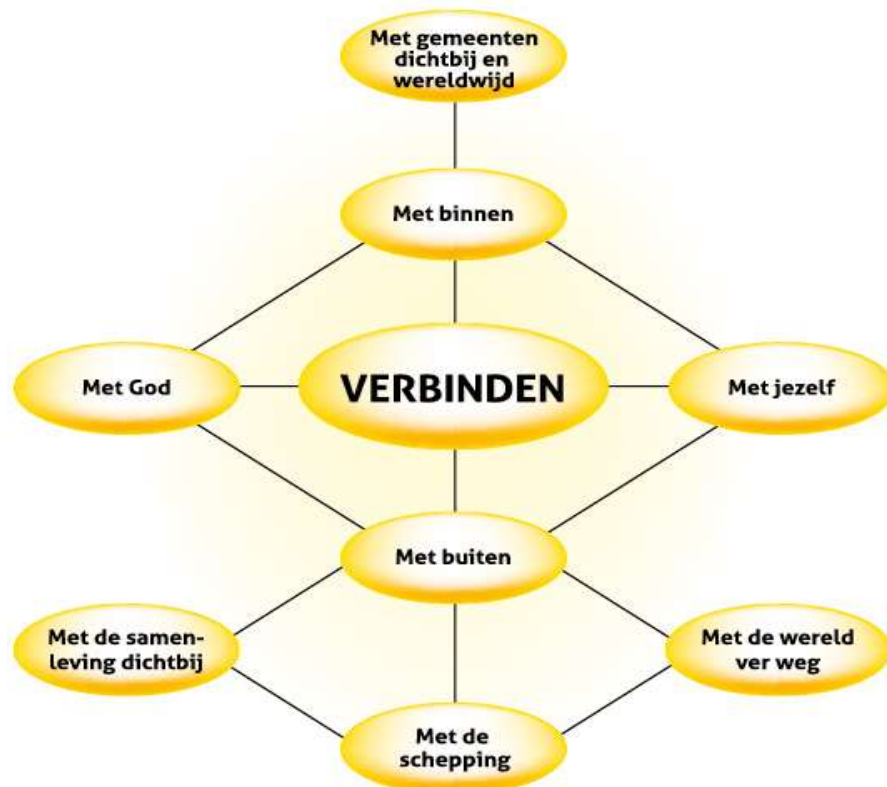 Met gemeenten
dichtbij en
wereldwijd
Met binnen
Met God
VERBINDEN
Met jezelf
Met buiten
Met de samen-
leving dichtbij
Met de wereld
ver weg
Met de
schepping